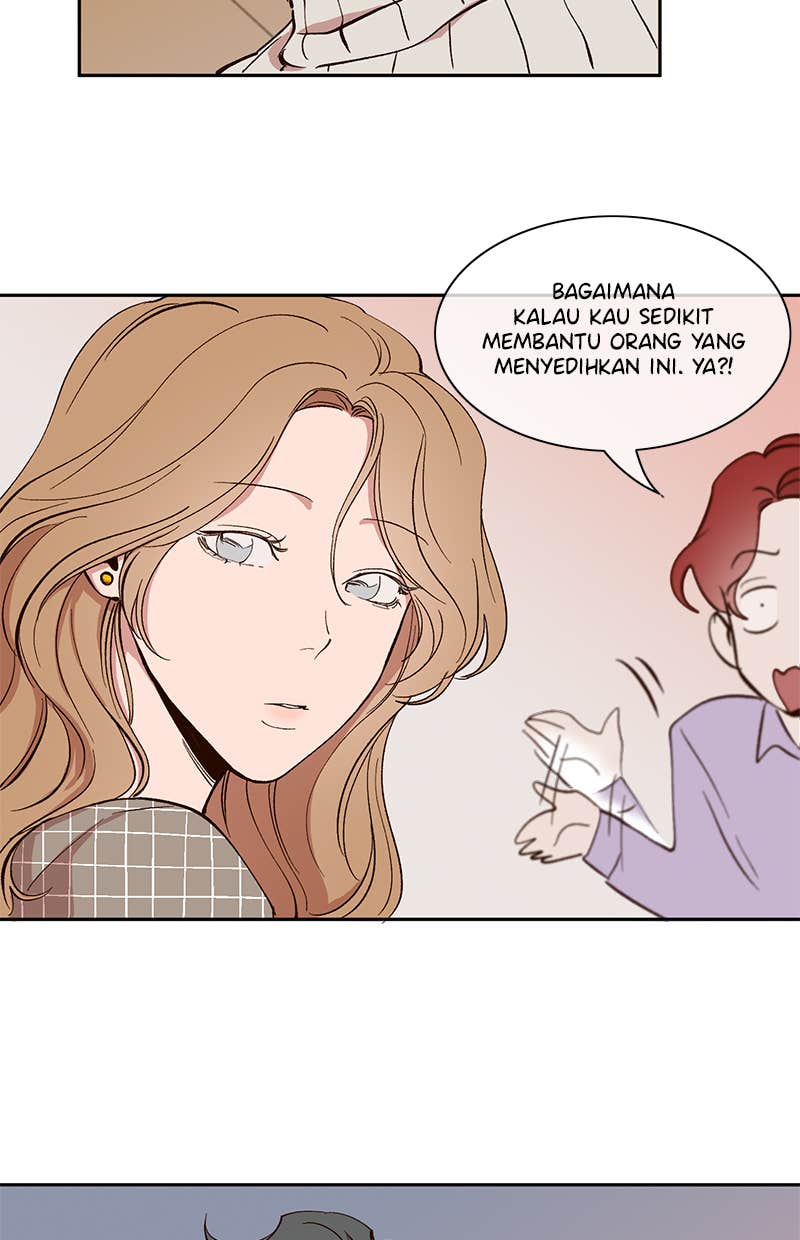 BAGAIMANA
KALAU KAU SEDIKIT
MEMBANTU ORANG YANG
MENYEDIHKAN INI. YA?!